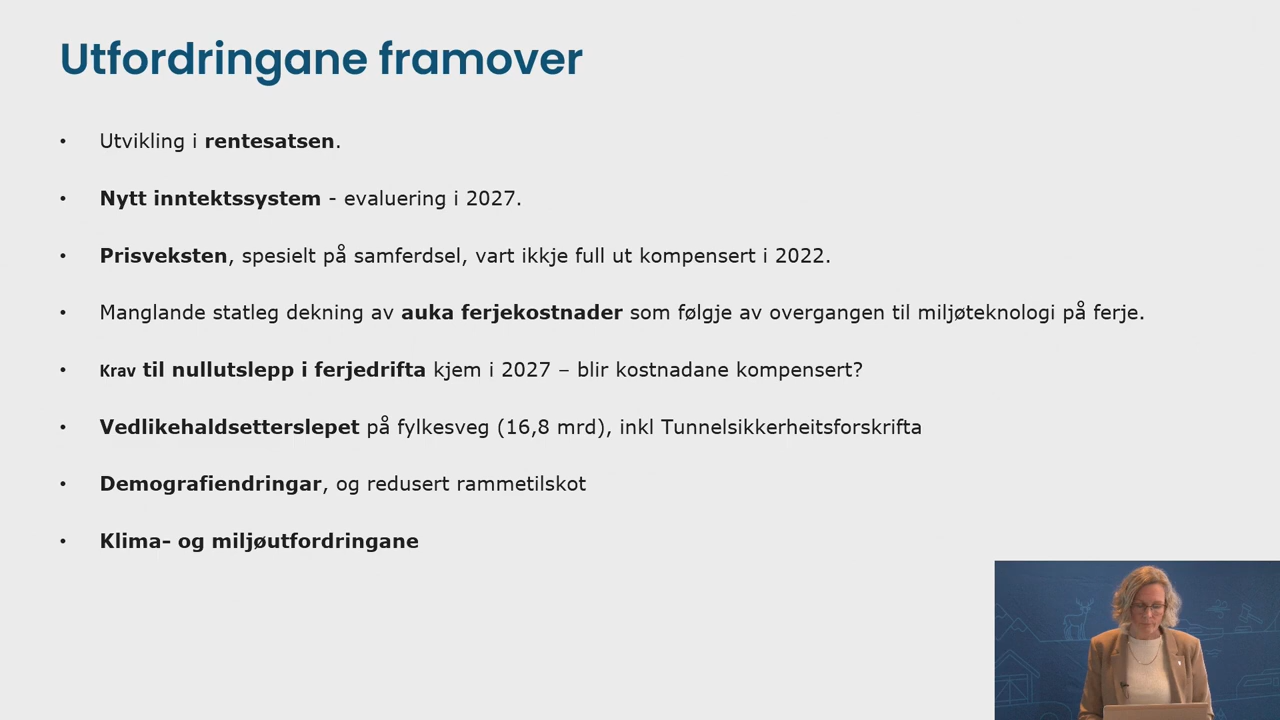 Utfordringane framover
• Utvikling i rentesatsen.
• Nytt inntektssystem - evaluering i 2027.
• Prisveksten, spesielt på samferdsel, vart ikkje full ut kompensert i 2022.
• Manglande statleg dekning av auka ferjekostnader som følgje av overgangen til miljøteknologi på ferje.
• Krav til nullutslepp i ferjedrifta kjem i 2027 – blir kostnadane kompensert?
• Vedlikehaldsetterslepet på fylkesveg (16,8 mrd), inkl Tunnelsikkerheitsforskrifta
• Demografiendringar, og redusert rammetilskot
• Klima- og miljøutfordringane